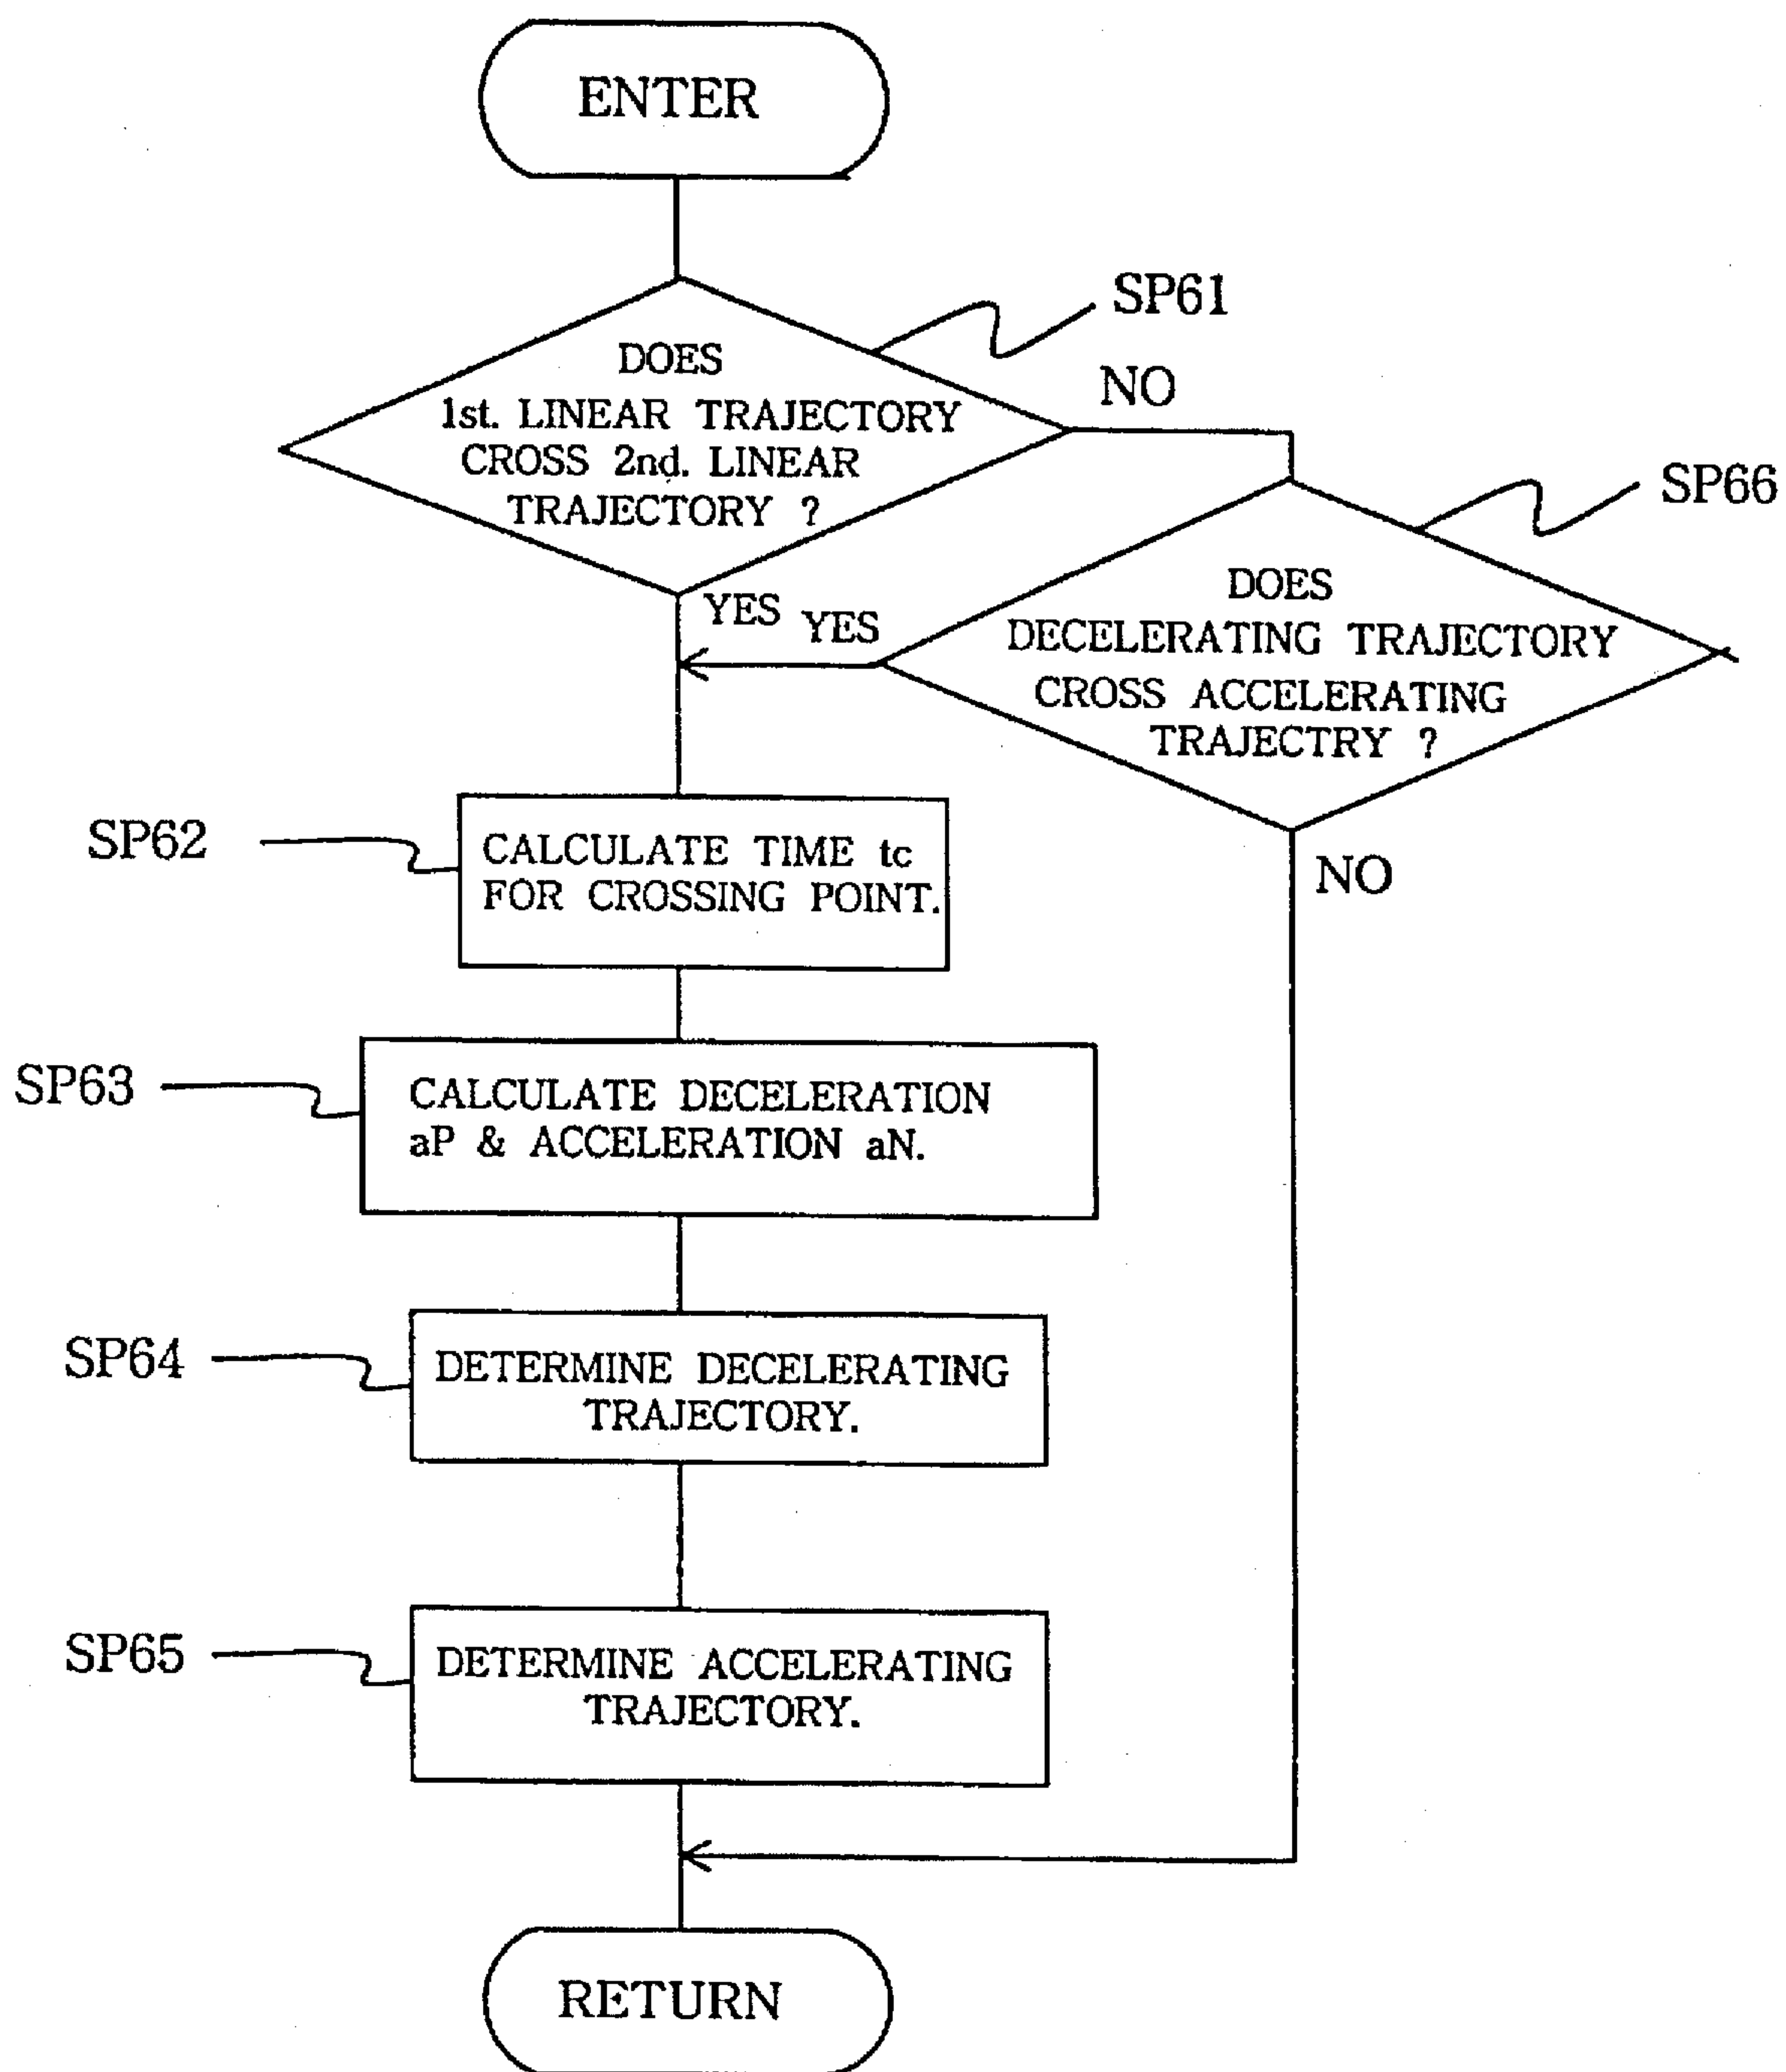 ENTER
SP61
DOES
1st. LINEAR TRAJECTORY
CROSS 2nd. LINEAR
TRAJECTORY ?
NO
YES
SP66
DOES
DECELERATING TRAJECTORY
CROSS ACCELERATING
TRAJECTRY ?
YES
NO
SP62
CALCULATE TIME tc
FOR CROSSING POINT.
SP63
CALCULATE DECELERATION
aP & ACCELERATION aN.
SP64
DETERMINE DECELERATING
TRAJECTORY.
SP65
DETERMINE ACCELERATING
TRAJECTORY.
RETURN